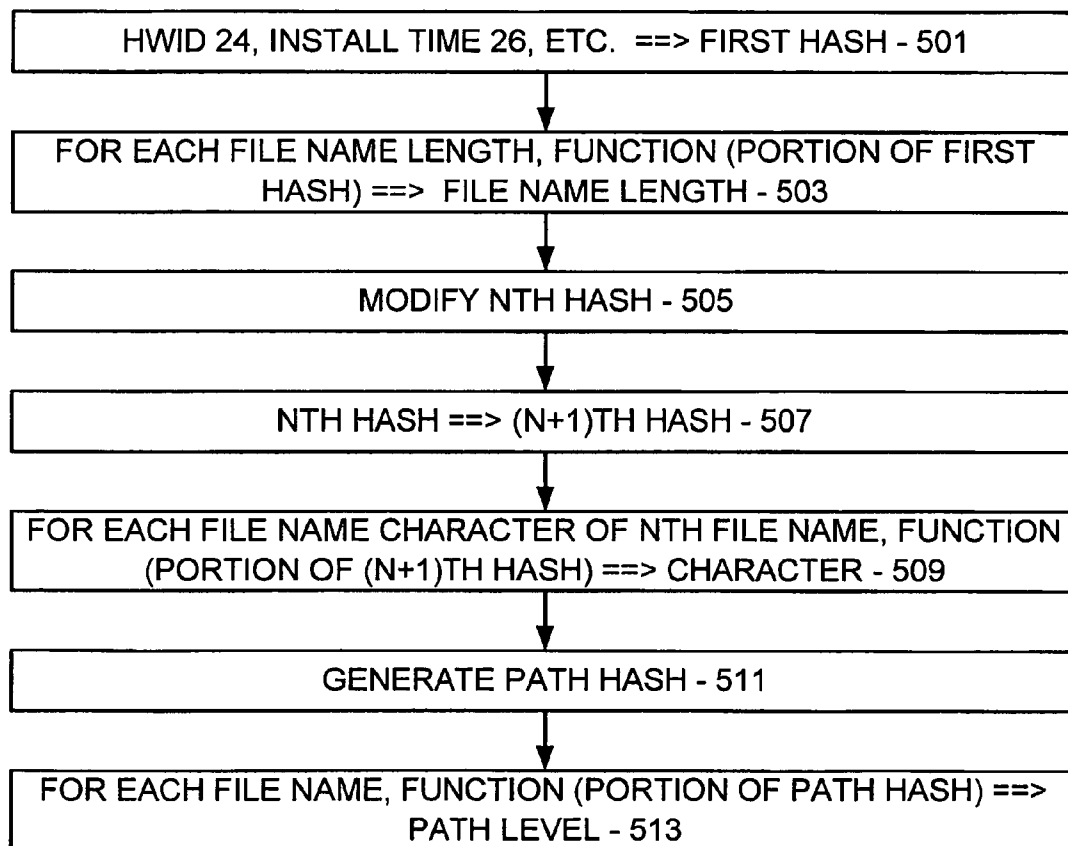 HWID 24, INSTALL TIME 26, ETC. ==> FIRST HASH - 501
FOR EACH FILE NAME LENGTH, FUNCTION (PORTION OF FIRST
HASH) ==> FILE NAME LENGTH - 503
MODIFY NTH HASH - 505
NTH HASH ==> (N+1)TH HASH - 507
FOR EACH FILE NAME CHARACTER OF NTH FILE NAME, FUNCTION
(PORTION OF (N+1)TH HASH) ==> CHARACTER - 509
GENERATE PATH HASH - 511
FOR EACH FILE NAME, FUNCTION (PORTION OF PATH HASH) ==>
PATH LEVEL - 513